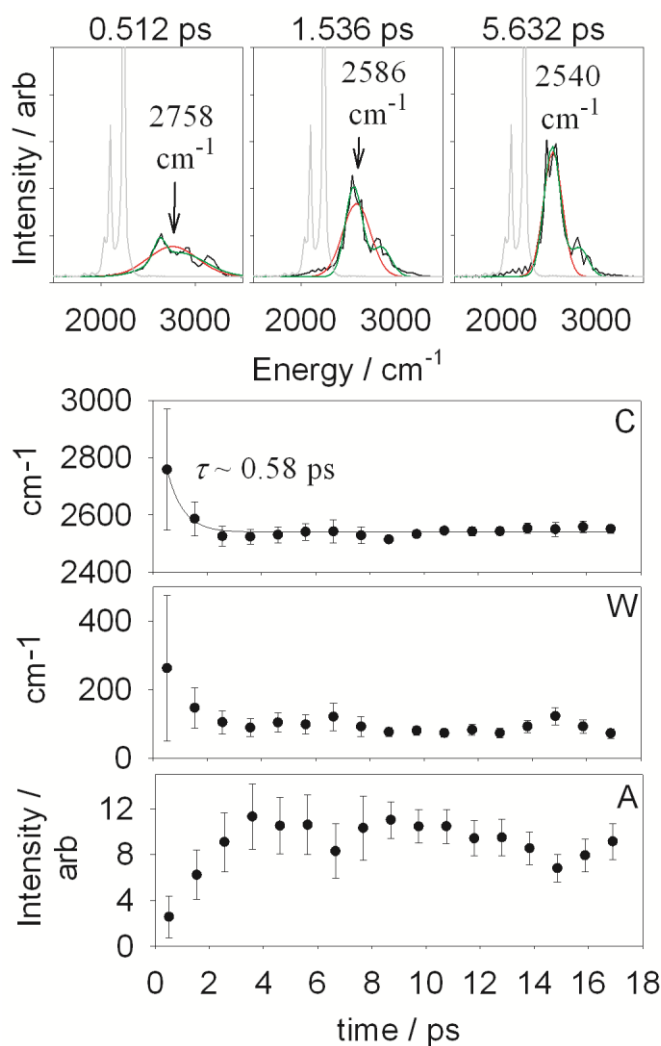 0.512 ps 1.536 ps 5.632 ps
Intensity / arb
2758 cm-1
2586 cm-1
2540 cm-1
2000 3000 2000 3000 2000 3000
Energy / cm-1
3000 C
2800
2600
2400
cm-1
τ ~ 0.58 ps
400 W
200
0
cm-1
12 A
8
4
0
Intensity / arb
0 2 4 6 8 10 12 14 16 18
time / ps